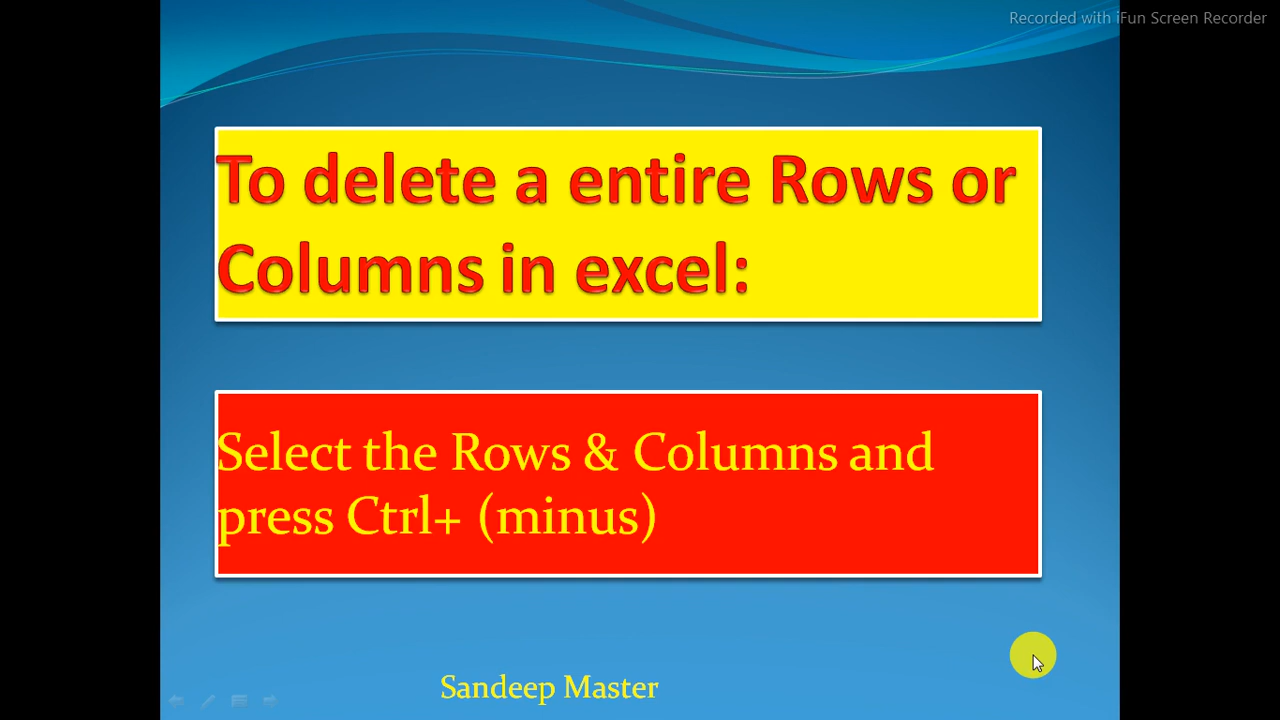 Recorded with iFun Screen Recorder
To delete a entire Rows or
Columns in excel:
Select the Rows & Columns and
press Ctrl+ (minus)
Sandeep Master